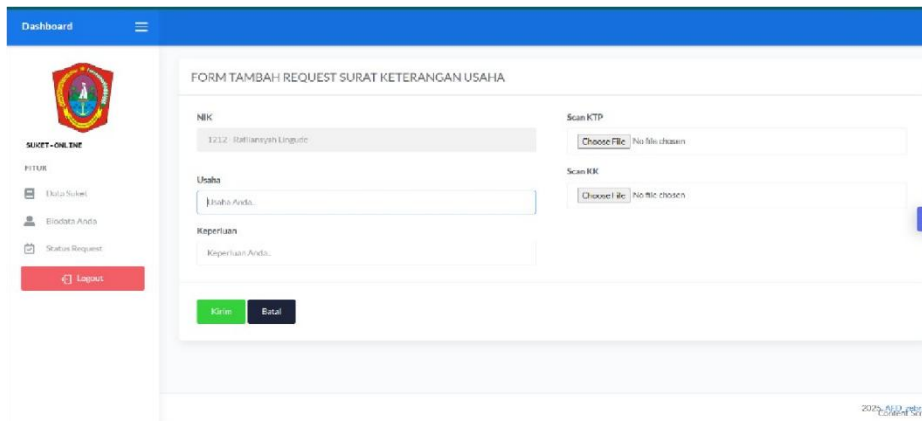 Dashboard
FORM TAMBAH REQUEST SURAT KETERANGAN USAHA
SUKET-ONLINE
FITUR
Data Suket
Biodata Anda
Status Request
Logout
NIK
1212
Usaha
Usaha Anda..
Keperluan
Keperluan Anda..
Scan KTP
Choose File No file chosen
Scan KK
Choose File No file chosen
Kirim Batal